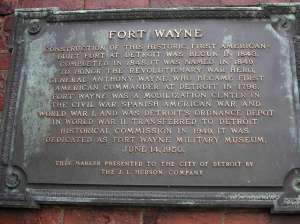 FORT WAYNE
CONSTRUCTION OF THIS HISTORIC FIRST AMERICAN-
BUILT FORT AT DETROIT WAS BEGUN IN 1843.
COMPLETED IN 1848, IT WAS NAMED IN 1849
TO HONOR THE REVOLUTIONARY WAR HERO,
GENERAL ANTHONY WAYNE, WHO BECAME FIRST
AMERICAN COMMANDER AT DETROIT IN 1796.
FORT WAYNE WAS A MOBILIZATION CENTER IN
THE CIVIL WAR, SPANISH AMERICAN WAR, AND
WORLD WAR I, AND WAS DETROIT'S ORDNANCE DEPOT
IN WORLD WAR II. TRANSFERRED TO DETROIT
HISTORICAL COMMISSION IN 1949, IT WAS
DEDICATED AS FORT WAYNE MILITARY MUSEUM,
JUNE 14, 1950.
THIS MARKER PRESENTED TO THE CITY OF DETROIT BY
THE J. L. HUDSON COMPANY